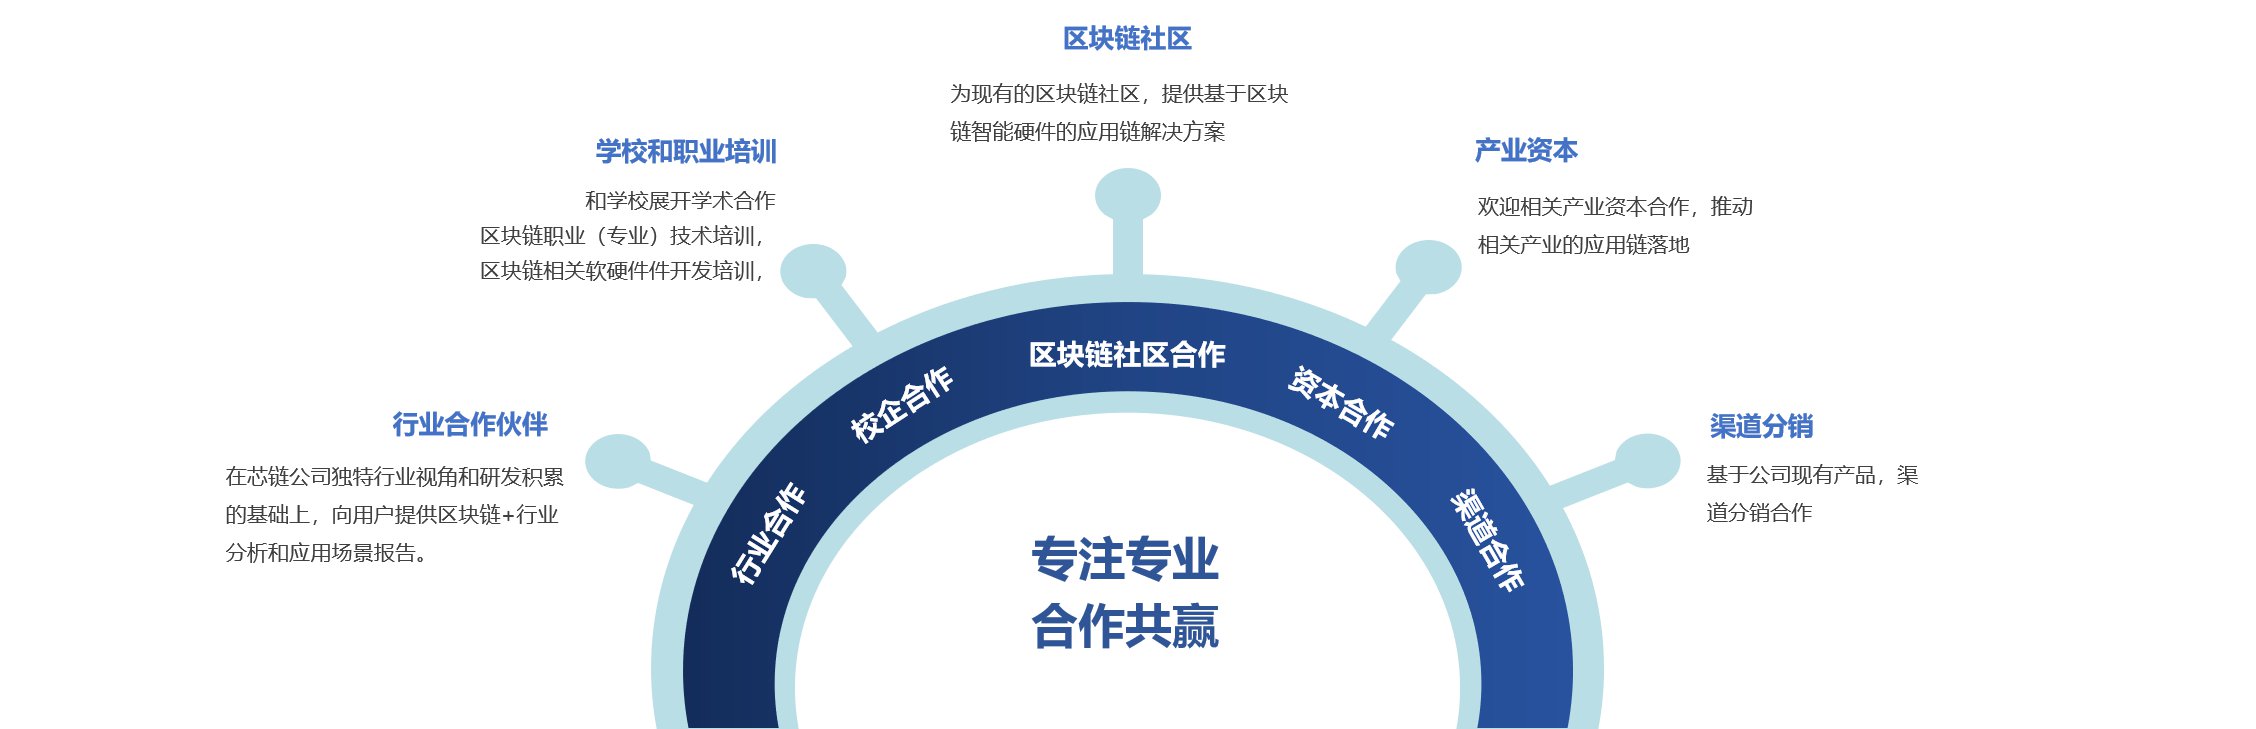 区块链社区
为现有的区块链社区，提供基于区块
链智能硬件的应用链解决方案
学校和职业培训
和学校展开学术合作
区块链职业（专业）技术培训，
区块链相关软硬件件开发培训，
产业资本
欢迎相关产业资本合作，推动
相关产业的应用链落地
行业合作伙伴
在芯链公司独特行业视角和研发积累
的基础上，向用户提供区块链+行业
分析和应用场景报告。
渠道分销
基于公司现有产品，渠
道分销合作
行业合作
校企合作
区块链社区合作
资本合作
渠道合作
专注专业
合作共赢